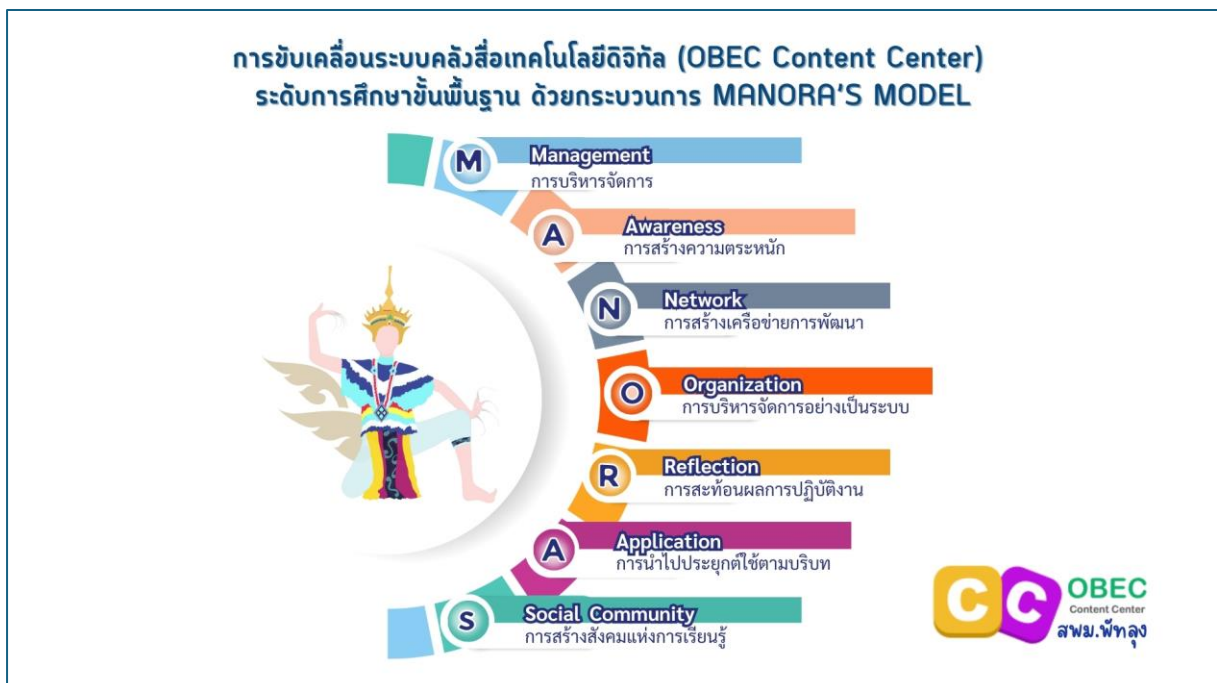 การขับเคลื่อนระบบคลังสื่อเทคโนโลยีดิจิทัล (OBEC Content Center)
ระดับการศึกษาขั้นพื้นฐาน ด้วยกระบวนการ MANORA'S MODEL
M
Management
การบริหารจัดการ
A
Awareness
การสร้างความตระหนัก
N
Network
การสร้างเครือข่ายการพัฒนา
O
Organization
การบริหารจัดการอย่างเป็นระบบ
R
Reflection
การสะท้อนผลการปฏิบัติงาน
A
Application
การนำไปประยุกต์ใช้ตามบริบท
S
Social Community
การสร้างสังคมแห่งการเรียนรู้
CC
OBEC
Content Center
สพม.พัทลุง